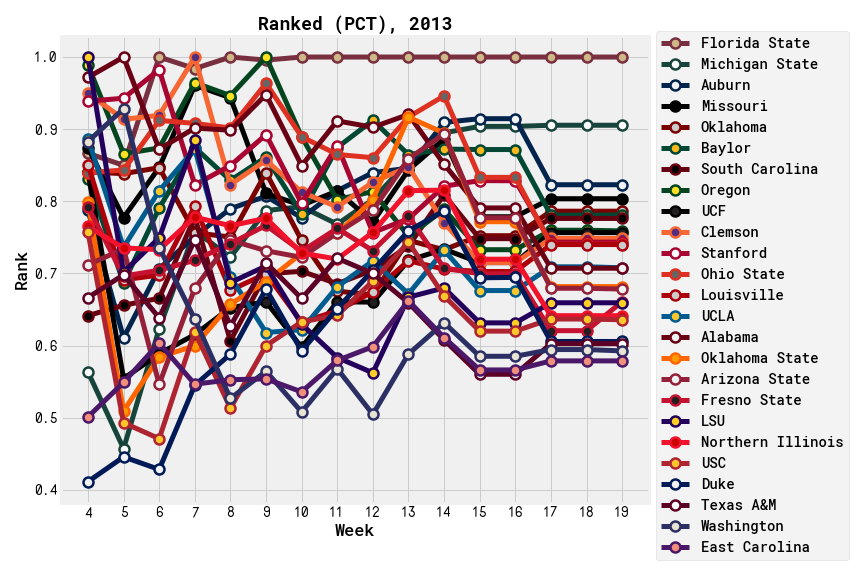 Ranked (PCT), 2013
1.0
0.9
0.8
0.7
0.6
0.5
0.4
Rank
4 5 6 7 8 9 10 11 12 13 14 15 16 17 18 19
Week
Florida State
Michigan State
Auburn
Missouri
Oklahoma
Baylor
South Carolina
Oregon
UCF
Clemson
Stanford
Ohio State
Louisville
UCLA
Alabama
Oklahoma State
Arizona State
Fresno State
LSU
Northern Illinois
USC
Duke
Texas A&M
Washington
East Carolina